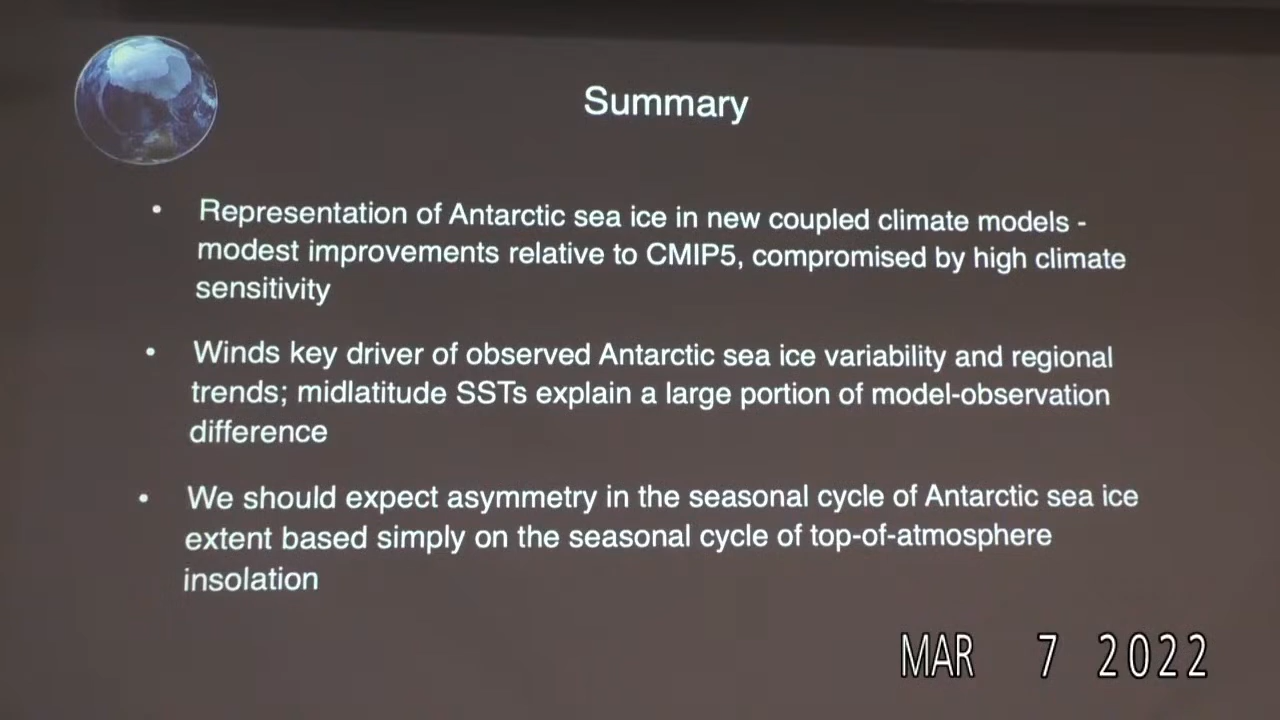 Summary
• Representation of Antarctic sea ice in new coupled climate models -
modest improvements relative to CMIP5, compromised by high climate
sensitivity
• Winds key driver of observed Antarctic sea ice variability and regional
trends; midlatitude SSTs explain a large portion of model-observation
difference
• We should expect asymmetry in the seasonal cycle of Antarctic sea ice
extent based simply on the seasonal cycle of top-of-atmosphere
insolation
MAR 7 2022